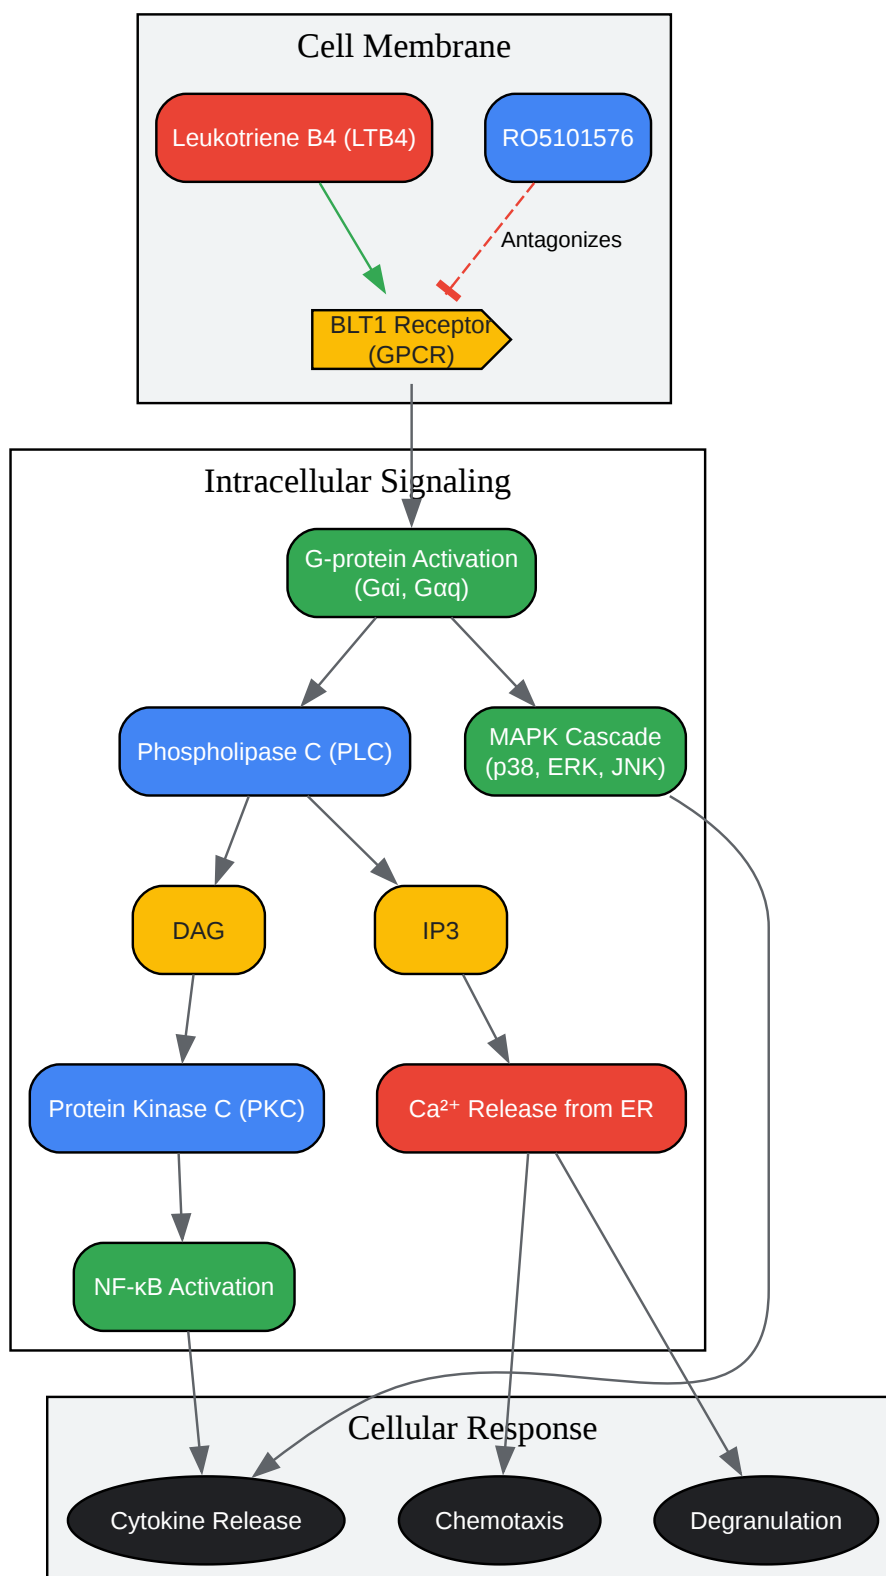 Cell Membrane
Leukotriene B4 (LTB4)
RO5101576
Antagonizes
BLT1 Receptor
(GPCR)
Intracellular Signaling
G-protein Activation
(Gαi, Gαq)
Phospholipase C (PLC)
MAPK Cascade
(p38, ERK, JNK)
DAG
IP3
Protein Kinase C (PKC)
Ca²⁺ Release from ER
NF-κB Activation
Cellular Response
Cytokine Release
Chemotaxis
Degranulation